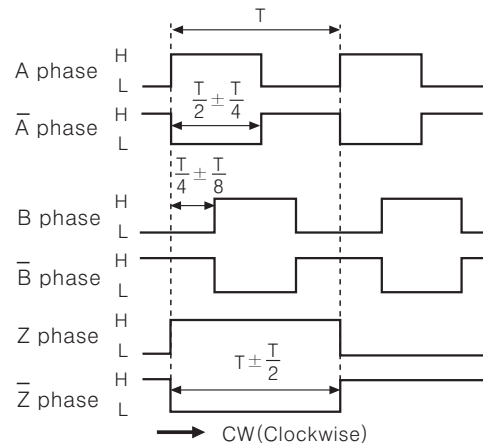 T
A phase H
L
A̅ phase H
L
T/2 ± T/4
T/4 ± T/8
B phase H
L
B̅ phase H
L
Z phase H
L
Z̅ phase H
L
T ± T/2
CW(Clockwise)